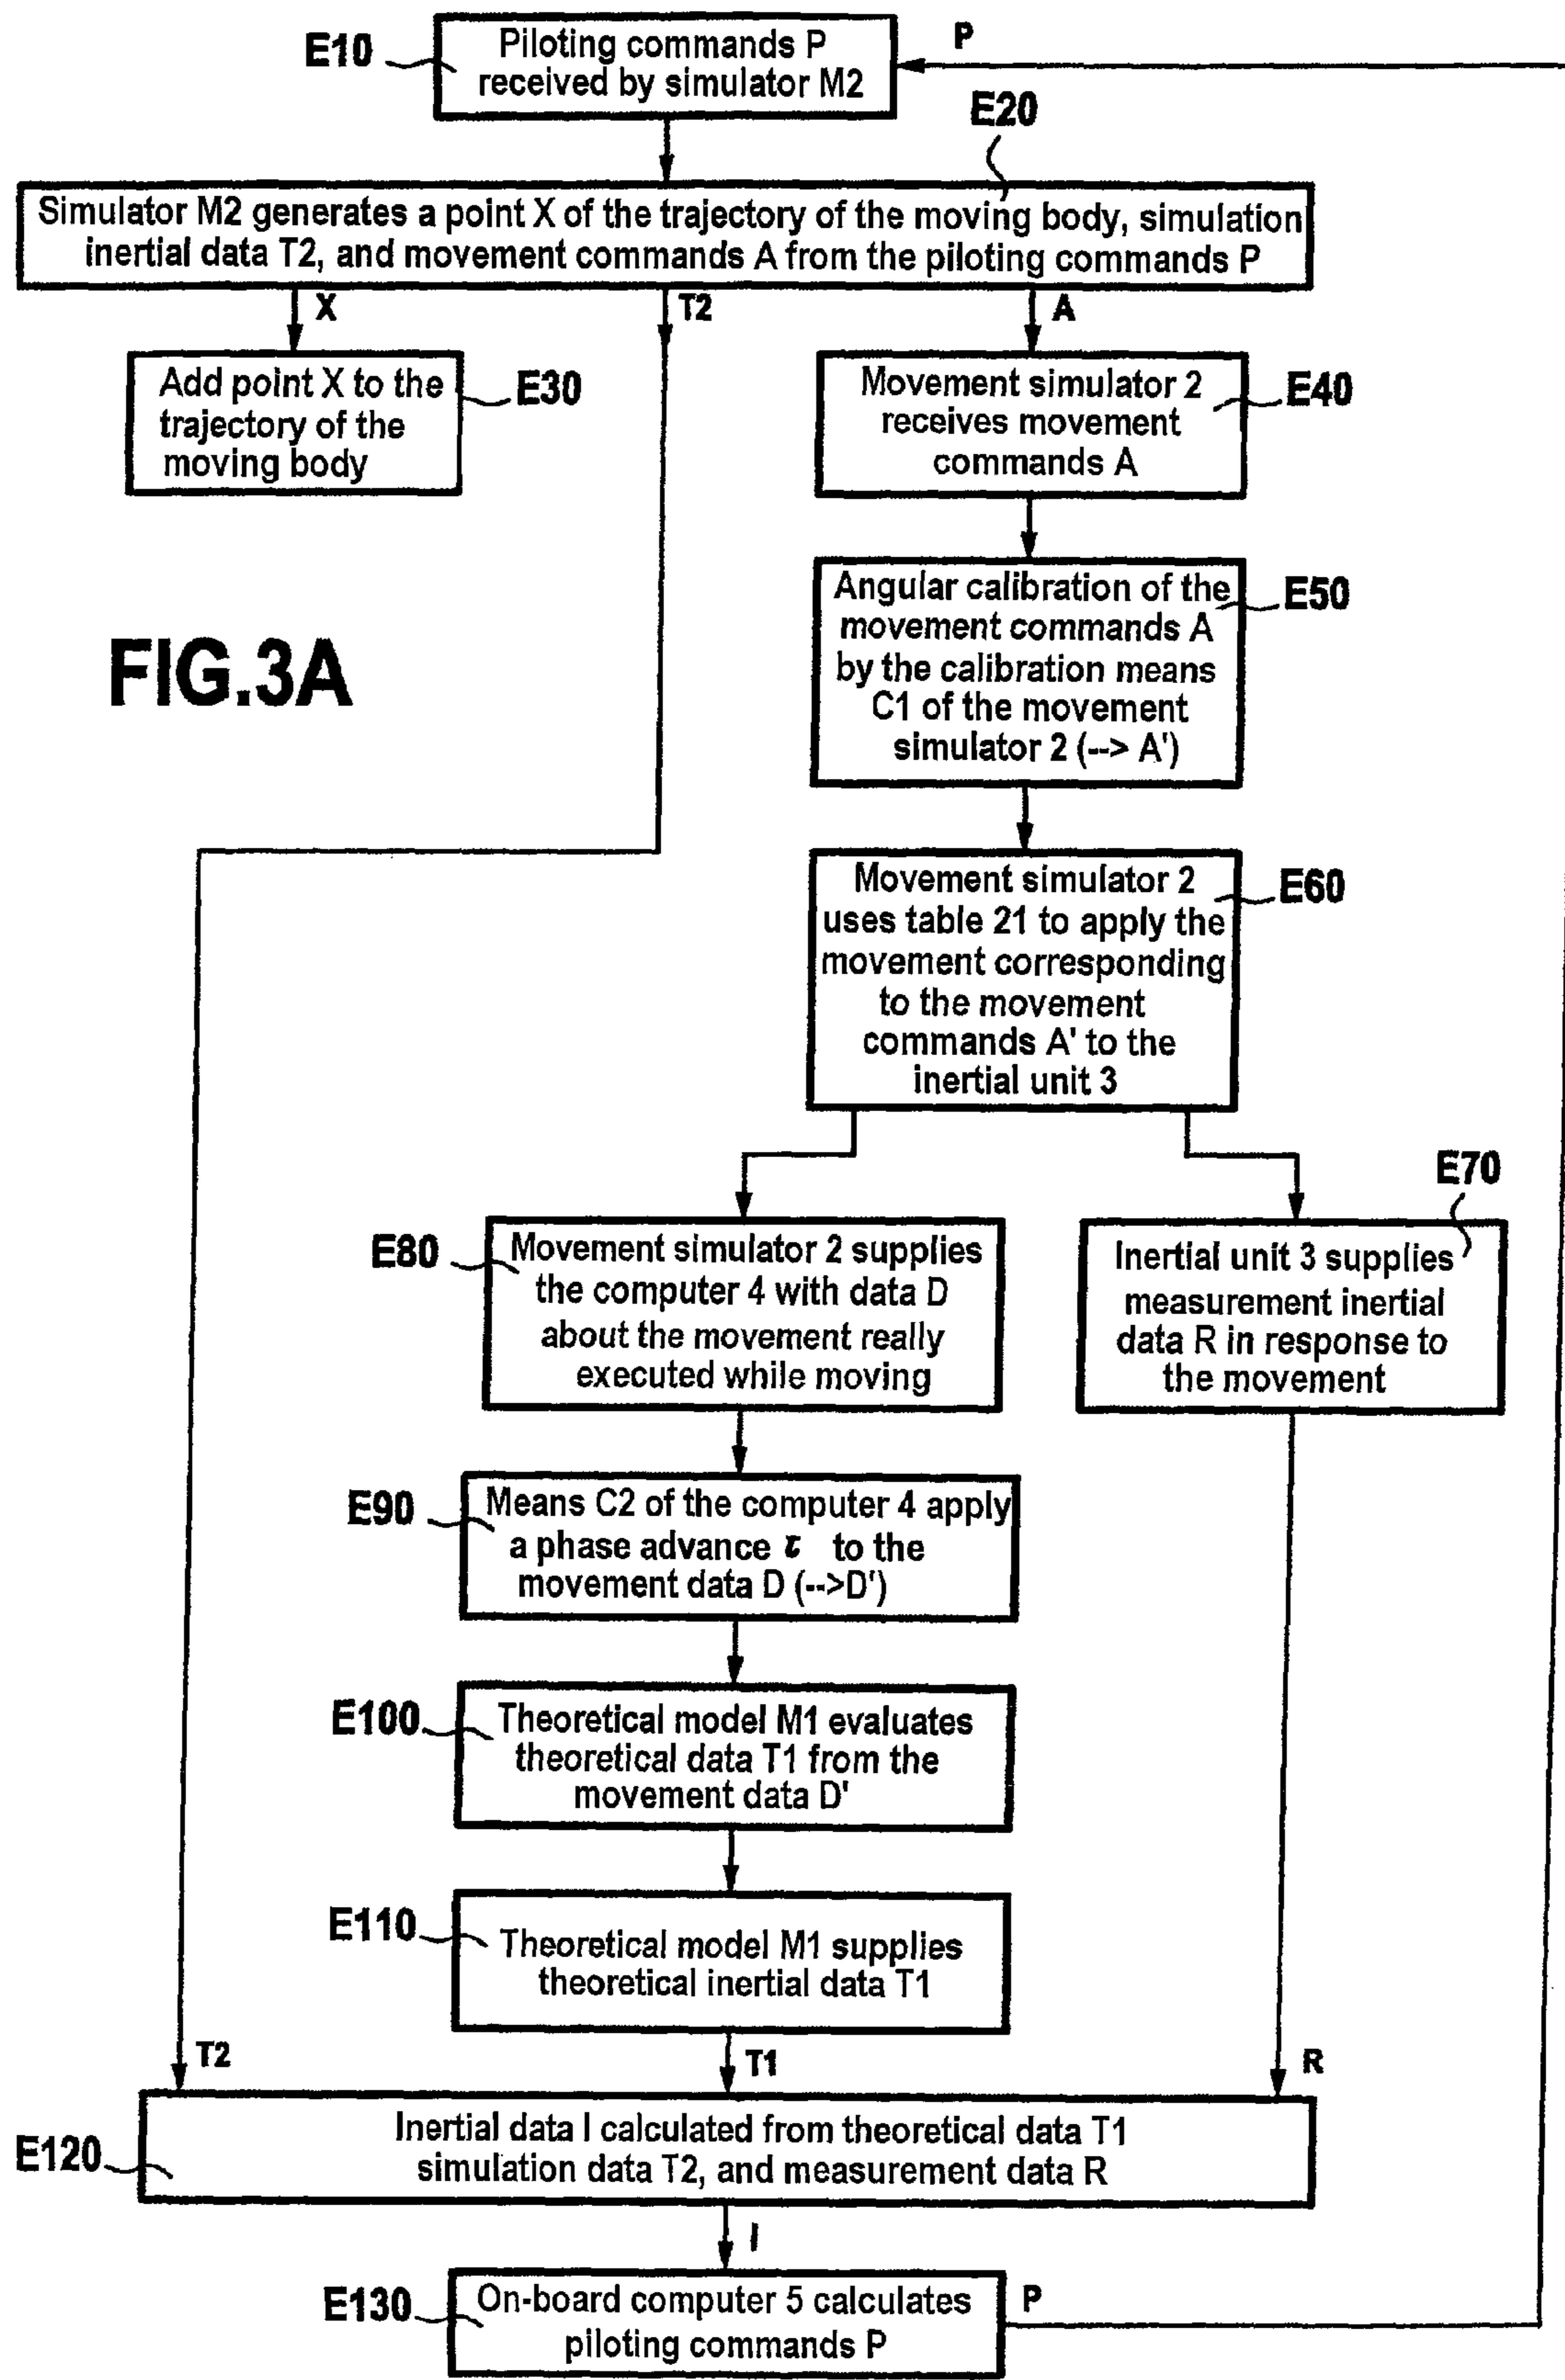 E10
Piloting commands P
received by simulator M2
P
E20
Simulator M2 generates a point X of the trajectory of the moving body, simulation
inertial data T2, and movement commands A from the piloting commands P
X
T2
A
Add point X to the
trajectory of the
moving body
E30
Movement simulator 2
receives movement
commands A
E40
Angular calibration of the
movement commands A
by the calibration means
C1 of the movement
simulator 2 (--> A')
E50
FIG.3A
Movement simulator 2
uses table 21 to apply the
movement corresponding
to the movement
commands A' to the
inertial unit 3
E60
E70
E80
Movement simulator 2 supplies
the computer 4 with data D
about the movement really
executed while moving
Inertial unit 3 supplies
measurement inertial
data R in response to
the movement
E90
Means C2 of the computer 4 apply
a phase advance τ to the
movement data D (-->D')
E100
Theoretical model M1 evaluates
theoretical data T1 from the
movement data D'
E110
Theoretical model M1 supplies
theoretical inertial data T1
T2
T1
R
E120
Inertial data I calculated from theoretical data T1
simulation data T2, and measurement data R
I
E130
On-board computer 5 calculates
piloting commands P
P